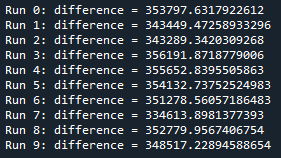 Run 0: difference = 353797.6317922612
Run 1: difference = 343449.47258933296
Run 2: difference = 343289.3420309268
Run 3: difference = 356191.8718779006
Run 4: difference = 355652.8395505863
Run 5: difference = 354132.73752524983
Run 6: difference = 351278.56057186483
Run 7: difference = 334613.8981377393
Run 8: difference = 352779.9567406754
Run 9: difference = 348517.22894588654